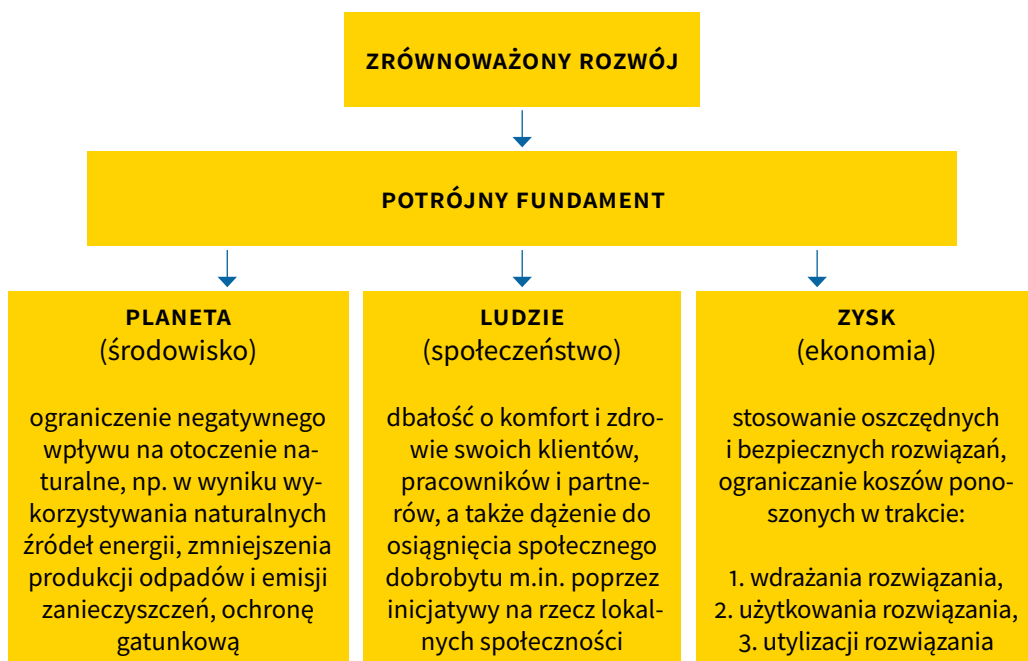 ZRÓWNOWAŻONY ROZWÓJ
POTRÓJNY FUNDAMENT
PLANETA
(środowisko)
ograniczenie negatywnego
wpływu na otoczenie na-
turalne, np. w wyniku wy-
korzystywania naturalnych
źródeł energii, zmniejszenia
produkcji odpadów i emisji
zanieczyszczeń, ochronę
gatunkową
LUDZIE
(społeczeństwo)
dbałość o komfort i zdro-
wie swoich klientów,
pracowników i partne-
rów, a także dążenie do
osiągnięcia społecznego
dobrobytu m.in. poprzez
inicjatywy na rzecz lokal-
nych społeczności
ZYSK
(ekonomia)
stosowanie oszczędnych
i bezpiecznych rozwiązań,
ograniczanie koszów pono-
szonych w trakcie:
1. wdrażania rozwiązania,
2. użytkowania rozwiązania,
3. utylizacji rozwiązania